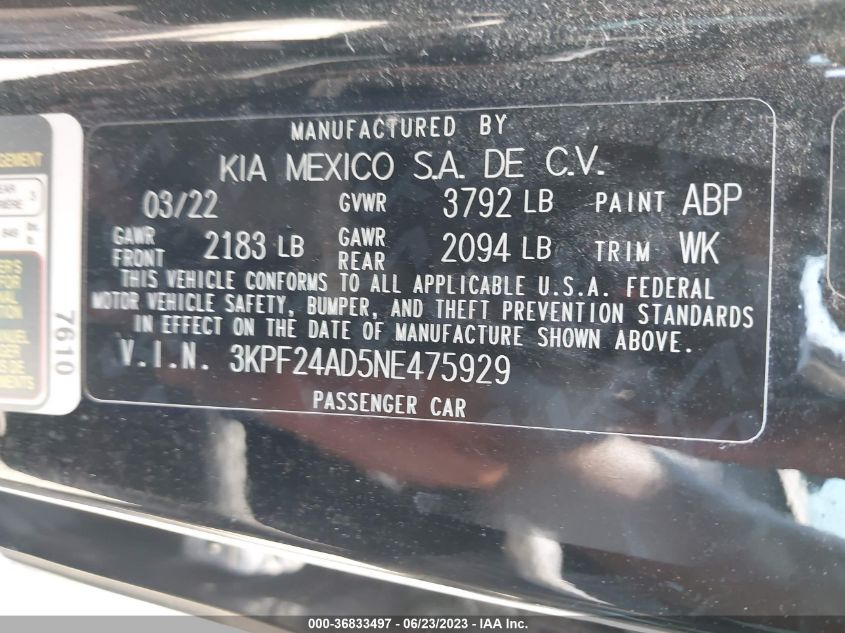 MANUFACTURED BY
KIA MEXICO S.A. DE C.V.
03/22 GVWR 3792 LB PAINT ABP
GAWR FRONT 2183 LB GAWR REAR 2094 LB TRIM WK
THIS VEHICLE CONFORMS TO ALL APPLICABLE U.S.A. FEDERAL
MOTOR VEHICLE SAFETY, BUMPER, AND THEFT PREVENTION STANDARDS
IN EFFECT ON THE DATE OF MANUFACTURE SHOWN ABOVE.
V.I.N. 3KPF24AD5NE475929
PASSENGER CAR
7610
000-36833497 - 06/23/2023 - IAA Inc.